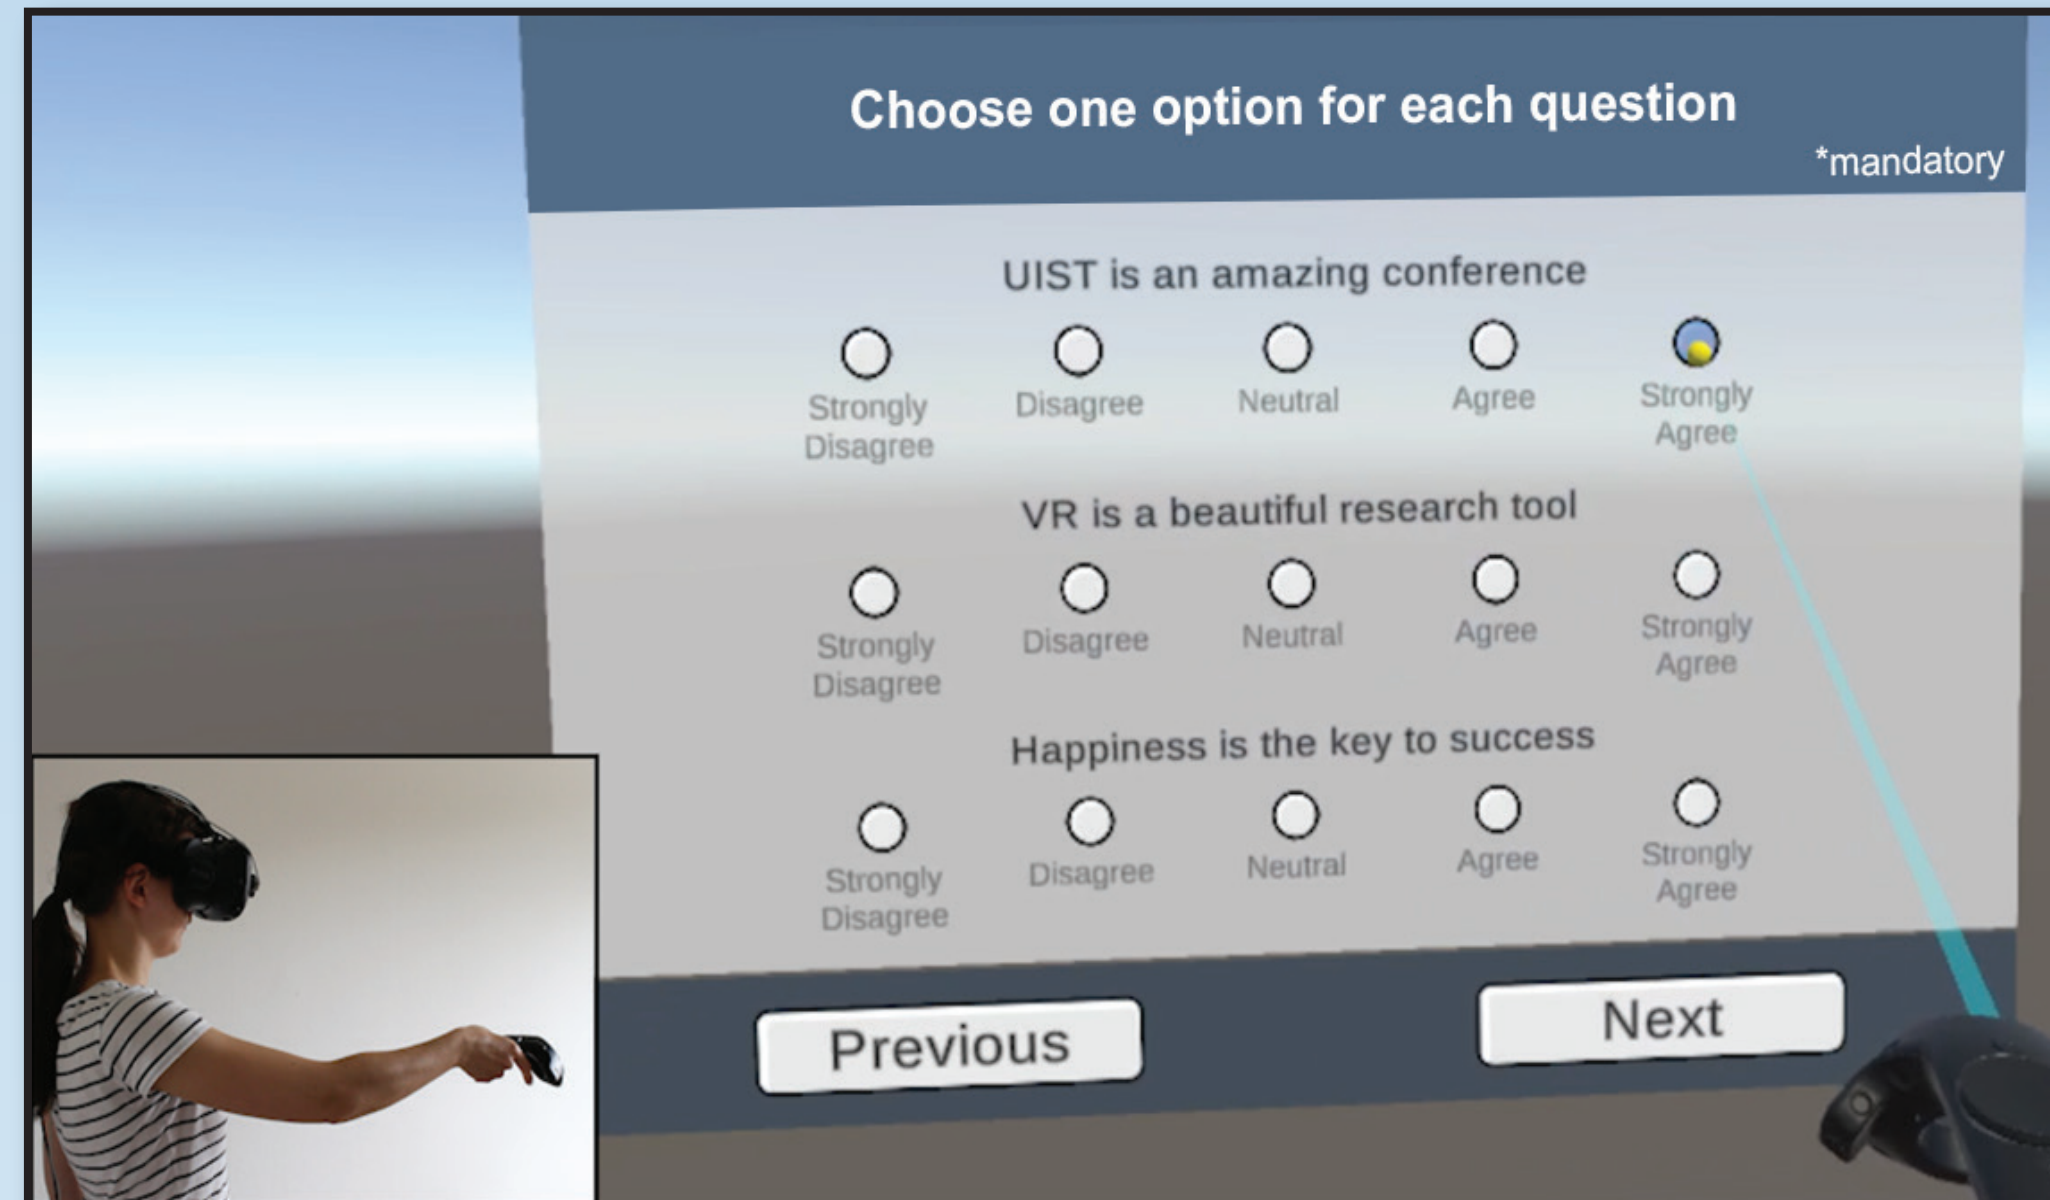 Choose one option for each question
*mandatory
UIST is an amazing conference
Strongly Disagree
Disagree
Neutral
Agree
Strongly Agree
VR is a beautiful research tool
Strongly Disagree
Disagree
Neutral
Agree
Strongly Agree
Happiness is the key to success
Strongly Disagree
Disagree
Neutral
Agree
Strongly Agree
Previous
Next